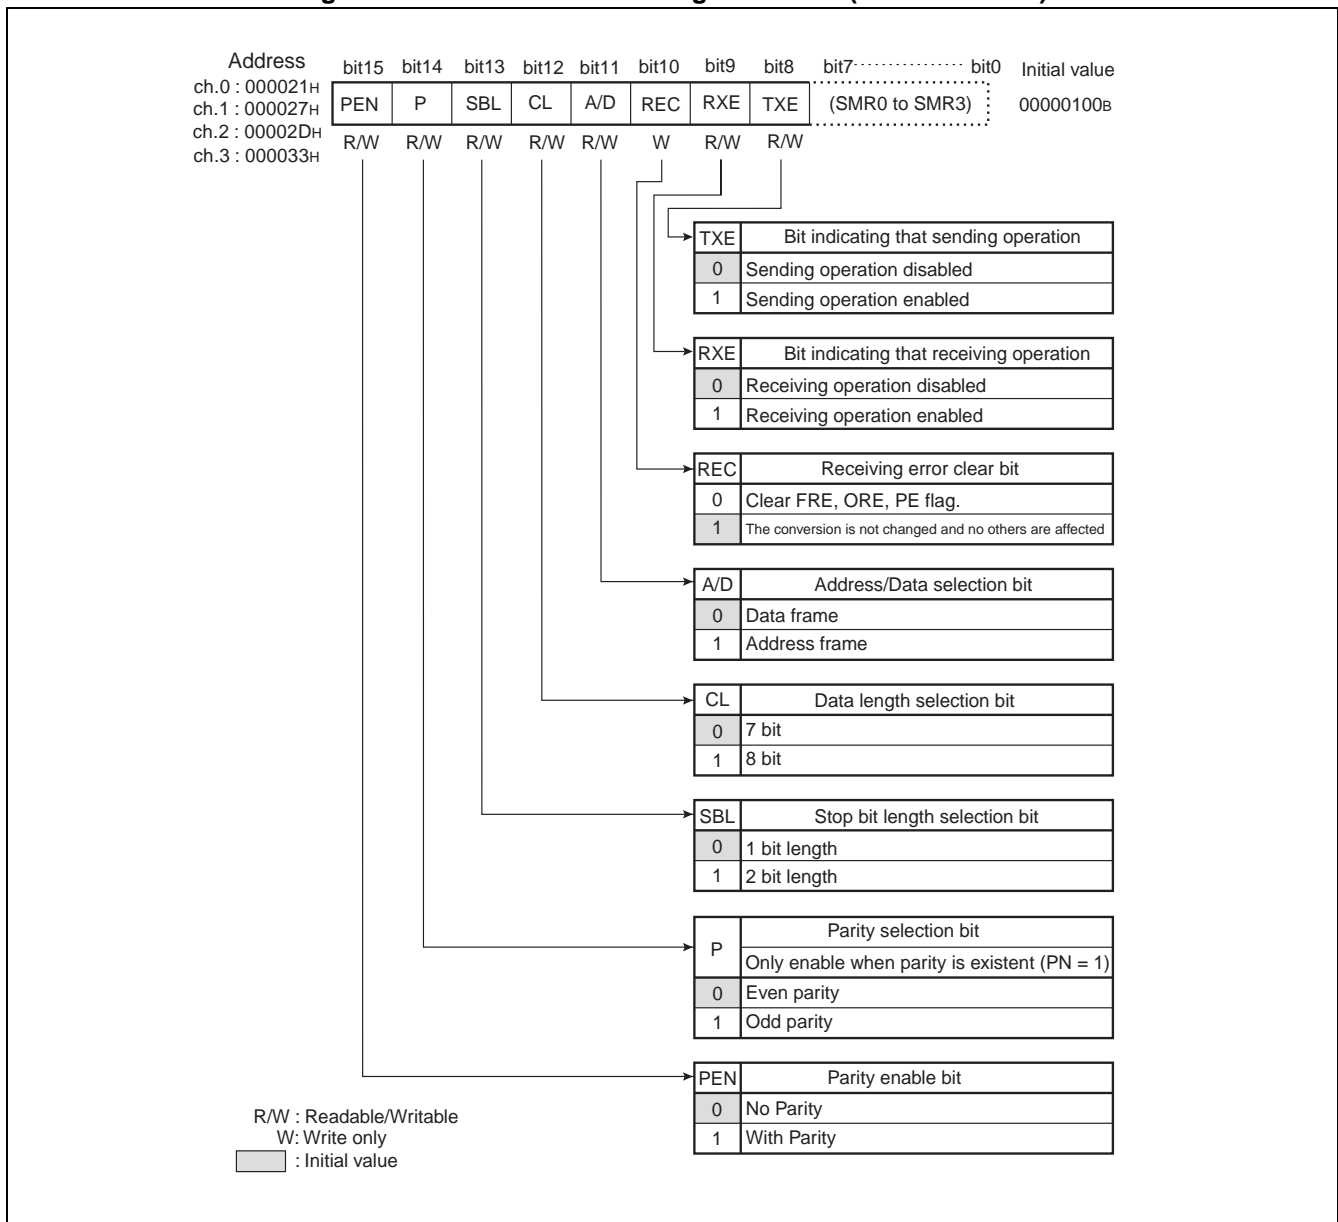 Address bit15 bit14 bit13 bit12 bit11 bit10 bit9 bit8 bit7 bit0 Initial value
ch.0 : 000021H
ch.1 : 000027H
ch.2 : 00002DH
ch.3 : 000033H
PEN P SBL CL A/D REC RXE TXE (SMR0 to SMR3) 00000100B
R/W R/W R/W R/W R/W W R/W R/W
TXE Bit indicating that sending operation
0 Sending operation disabled
1 Sending operation enabled
RXE Bit indicating that receiving operation
0 Receiving operation disabled
1 Receiving operation enabled
REC Receiving error clear bit
0 Clear FRE, ORE, PE flag.
1 The conversion is not changed and no others are affected
A/D Address/Data selection bit
0 Data frame
1 Address frame
CL Data length selection bit
0 7 bit
1 8 bit
SBL Stop bit length selection bit
0 1 bit length
1 2 bit length
P Parity selection bit
Only enable when parity is existent (PN = 1)
0 Even parity
1 Odd parity
PEN Parity enable bit
0 No Parity
1 With Parity
R/W : Readable/Writable
W: Write only
: Initial value